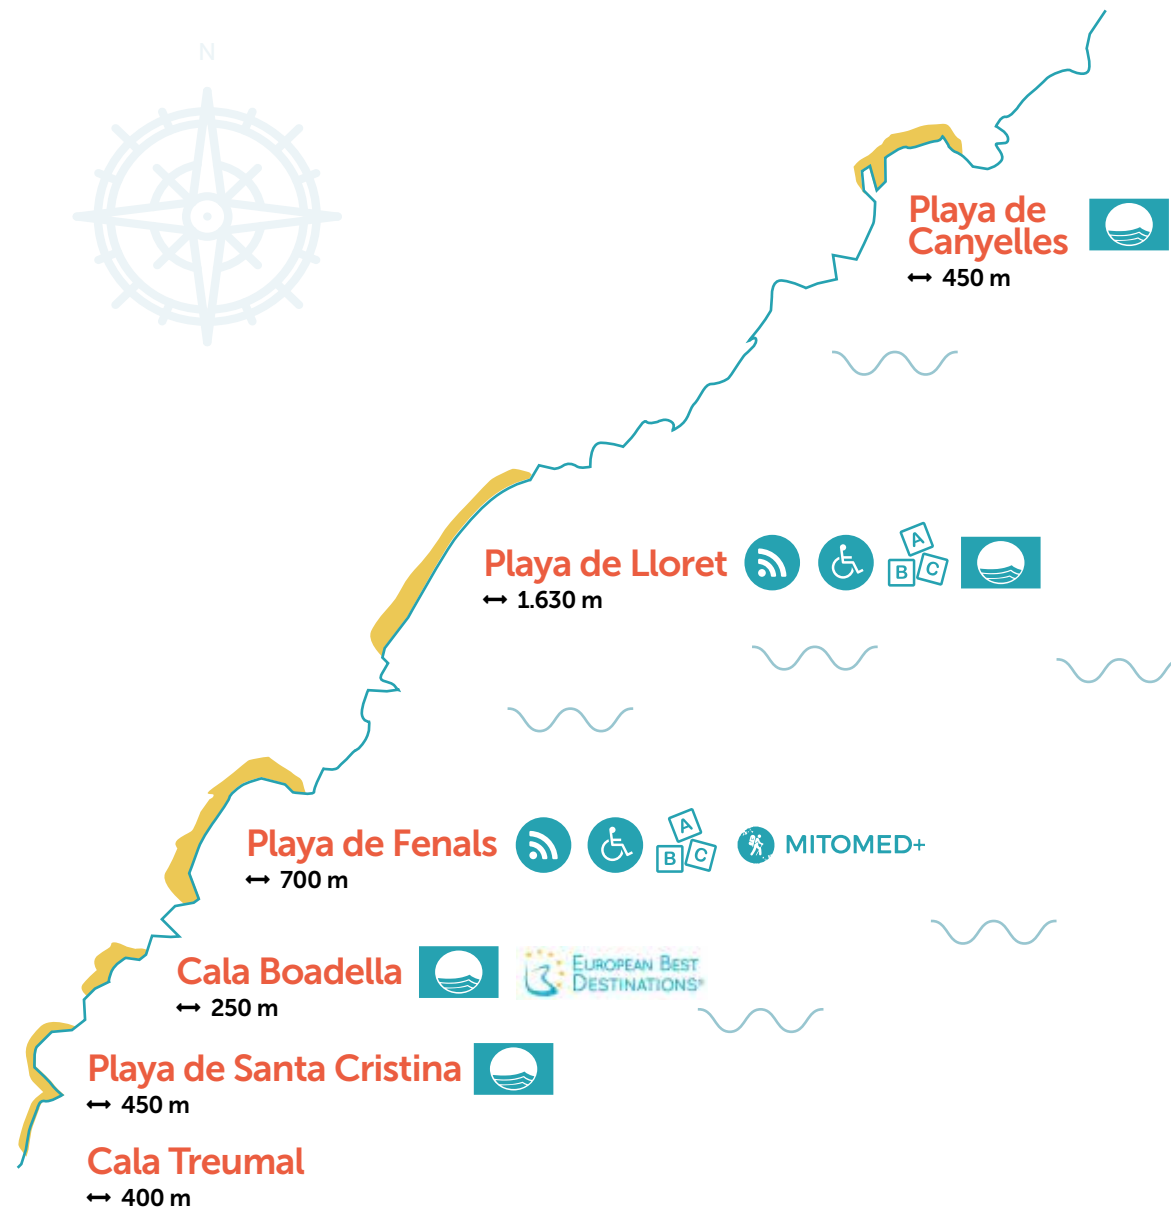 N
Playa de
Canyelles
450 m
Playa de Lloret
A
B C
1.630 m
Playa de Fenals
A
B C
MITOMED+
700 m
Cala Boadella
EUROPEAN BEST
DESTINATIONS®
250 m
Playa de Santa Cristina
450 m
Cala Treumal
400 m